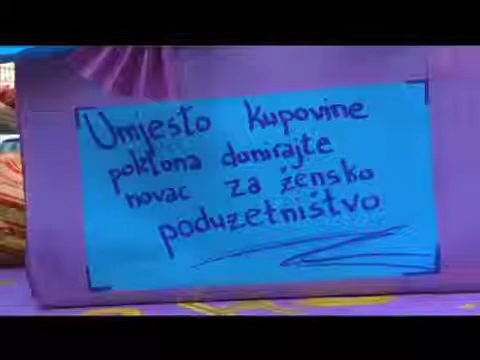 Umjesto kupovine
poklona donirajte
novac za žensko
poduzetništvo